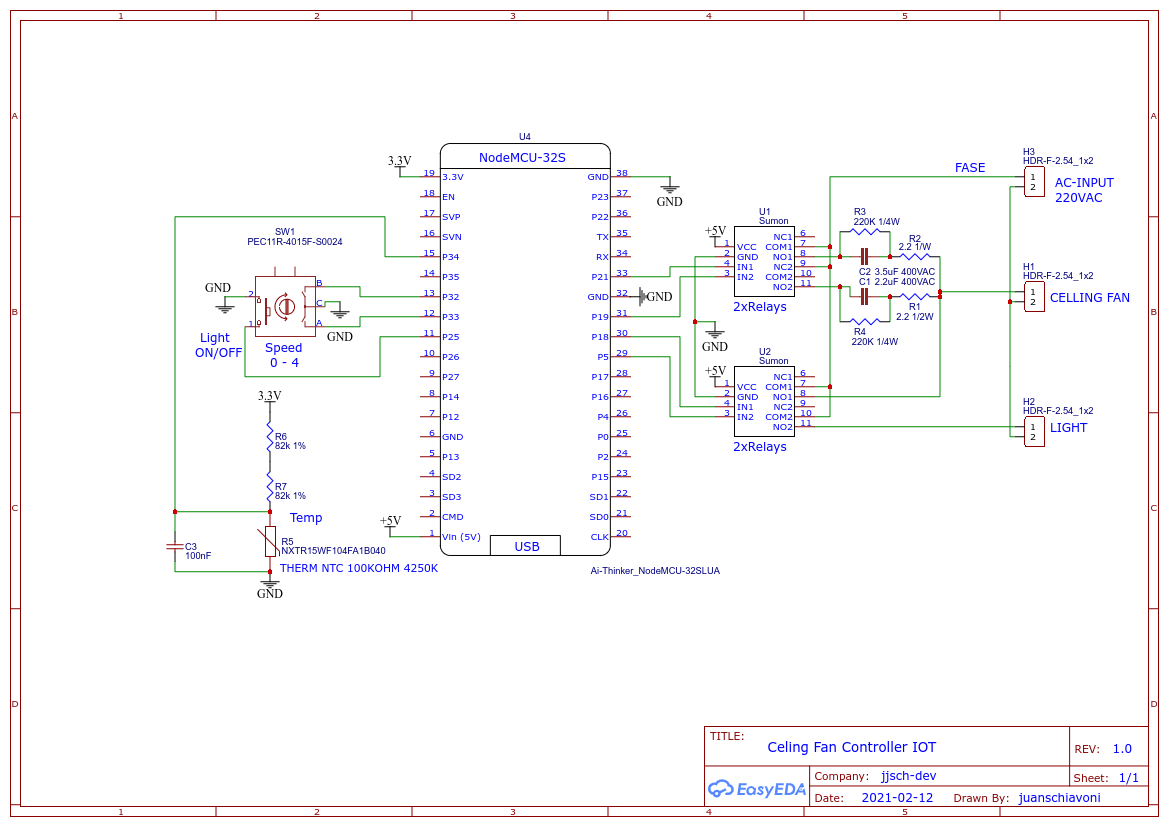 1 2 3 4 5
A A
B B
C C
D D
1 2 3 4 5
U4
NodeMCU-32S
3.3V
19 3.3V
18 EN
17 SVP
16 SVN
15 P34
14 P35
13 P32
12 P33
11 P25
10 P26
9 P27
8 P14
7 P12
6 GND
5 P13
4 SD2
3 SD3
2 CMD
1 Vin (5V)
+5V
GND 38
P23 37
P22 36
TX 35
RX 34
P21 33
GND 32
P19 31
P18 30
P5 29
P17 28
P16 27
P4 26
P0 25
P2 24
P15 23
SD1 22
SD0 21
CLK 20
USB
Ai-Thinker_NodeMCU-32SLUA
GND
GND
SW1
PEC11R-4015F-S0024
GND
2
1
B
C
A
GND
Light
ON/OFF
Speed
0 - 4
3.3V
R6
82k 1%
R7
82k 1%
Temp
R5
NXTR15WF104FA1B040
THERM NTC 100KOHM 4250K
C3
100nF
GND
U1
Sumon
+5V
1 VCC
2 GND
4 IN1
3 IN2
NC1 6
COM1 7
NO1 8
NC2 9
COM2 10
NO2 11
2xRelays
GND
U2
Sumon
+5V
1 VCC
2 GND
4 IN1
3 IN2
NC1 6
COM1 7
NO1 8
NC2 9
COM2 10
NO2 11
2xRelays
R3
220K 1/4W
R2
2.2 1/W
C2 3.5uF 400VAC
C1 2.2uF 400VAC
R1
2.2 1/2W
R4
220K 1/4W
FASE
H3
HDR-F-2.54_1x2
1
2
AC-INPUT
220VAC
H1
HDR-F-2.54_1x2
1
2
CELLING FAN
H2
HDR-F-2.54_1x2
1
2
LIGHT
TITLE:
Celing Fan Controller IOT
REV: 1.0
EasyEDA
Company: jjsch-dev
Sheet: 1/1
Date: 2021-02-12 Drawn By: juanschiavoni